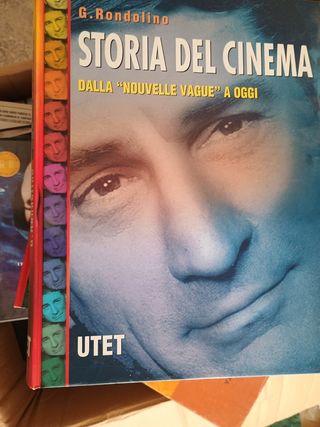 G. Rondolino
STORIA DEL CINEMA
DALLA "NOUVELLE VAGUE" A OGGI
UTET